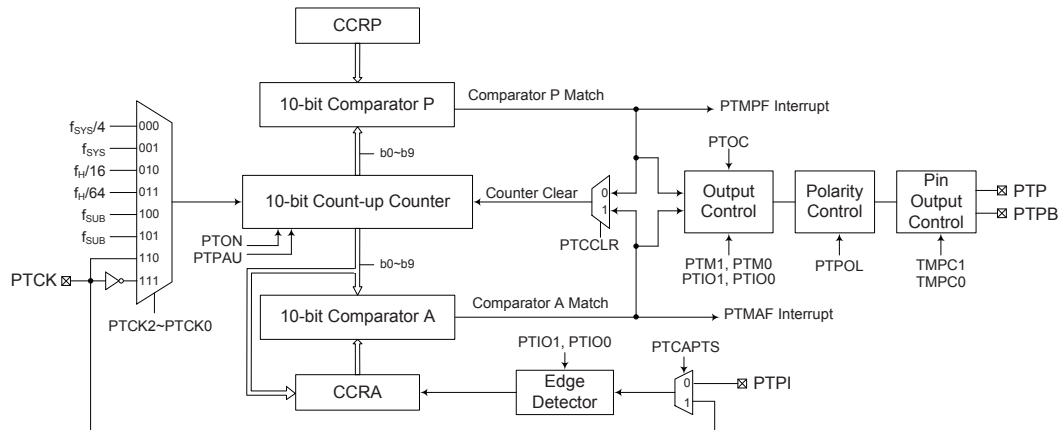 CCRP
10-bit Comparator P
Comparator P Match
PTMPF Interrupt
fSYS/4
000
fSYS
001
fH/16
010
fH/64
011
fSUB
100
fSUB
101
110
111
PTCK
PTCK2~PTCK0
b0~b9
10-bit Count-up Counter
Counter Clear
0
1
PTCCLR
PTON
PTPAU
b0~b9
PTOC
Output
Control
PTM1, PTM0
PTIO1, PTIO0
Polarity
Control
PTPOL
Pin
Output
Control
TMPC1
TMPC0
PTP
PTPB
10-bit Comparator A
Comparator A Match
PTMAF Interrupt
CCRA
PTIO1, PTIO0
Edge
Detector
PTCAPTS
0
1
PTPI